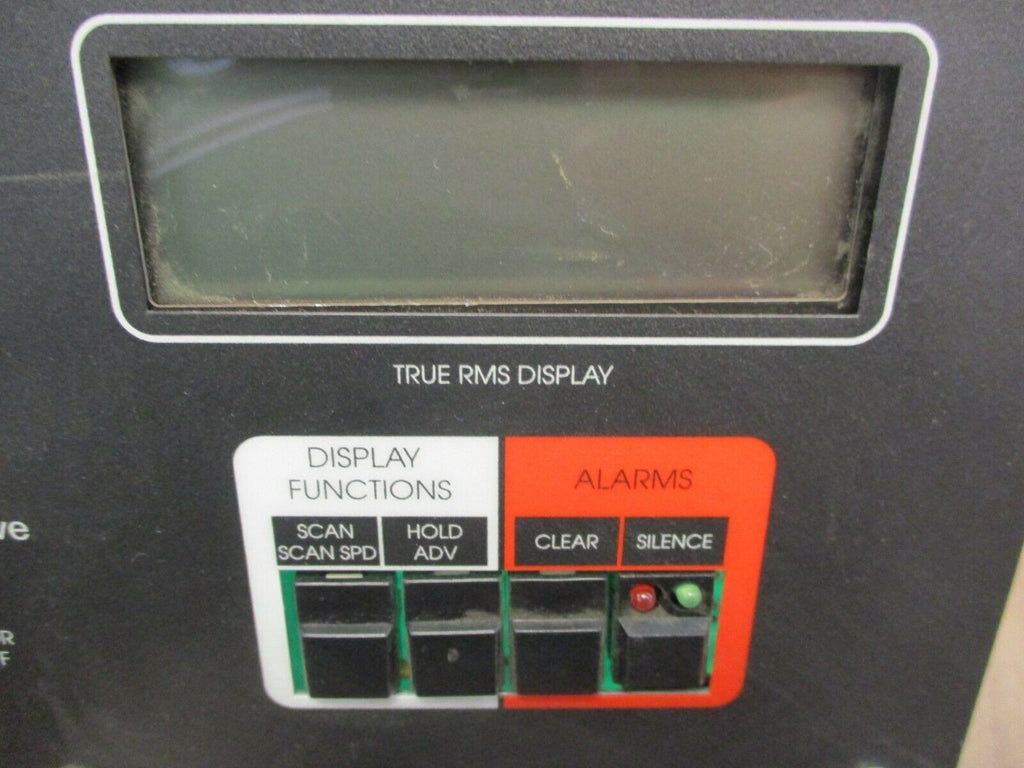 TRUE RMS DISPLAY
DISPLAY
FUNCTIONS
ALARMS
SCAN
SCAN SPD
HOLD
ADV
CLEAR
SILENCE